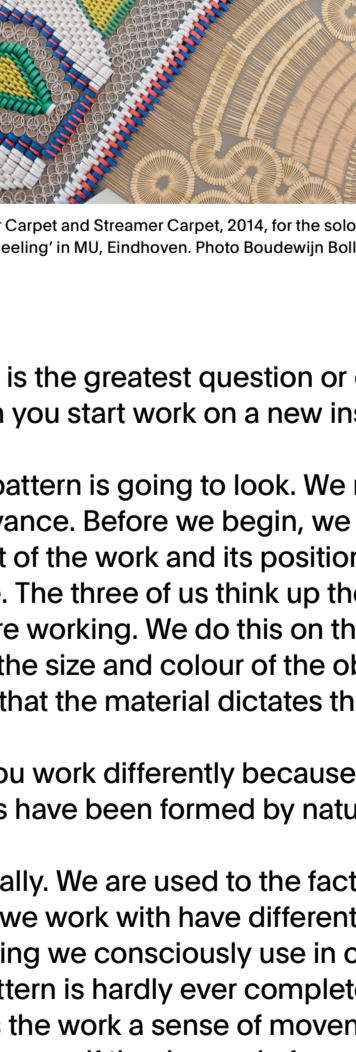 Carpet and Streamer Carpet, 2014, for the solo
eeling’ in MU, Eindhoven. Photo Boudewijn Boll
is the greatest question or
you start work on a new ins
pattern is going to look. We
vance. Before we begin, we
t of the work and its position
. The three of us think up the
re working. We do this on th
the size and colour of the ob
that the material dictates th
ou work differently because
s have been formed by natu
ally. We are used to the fact
we work with have different
ing we consciously use in
ttern is hardly ever complete
s the work a sense of movem